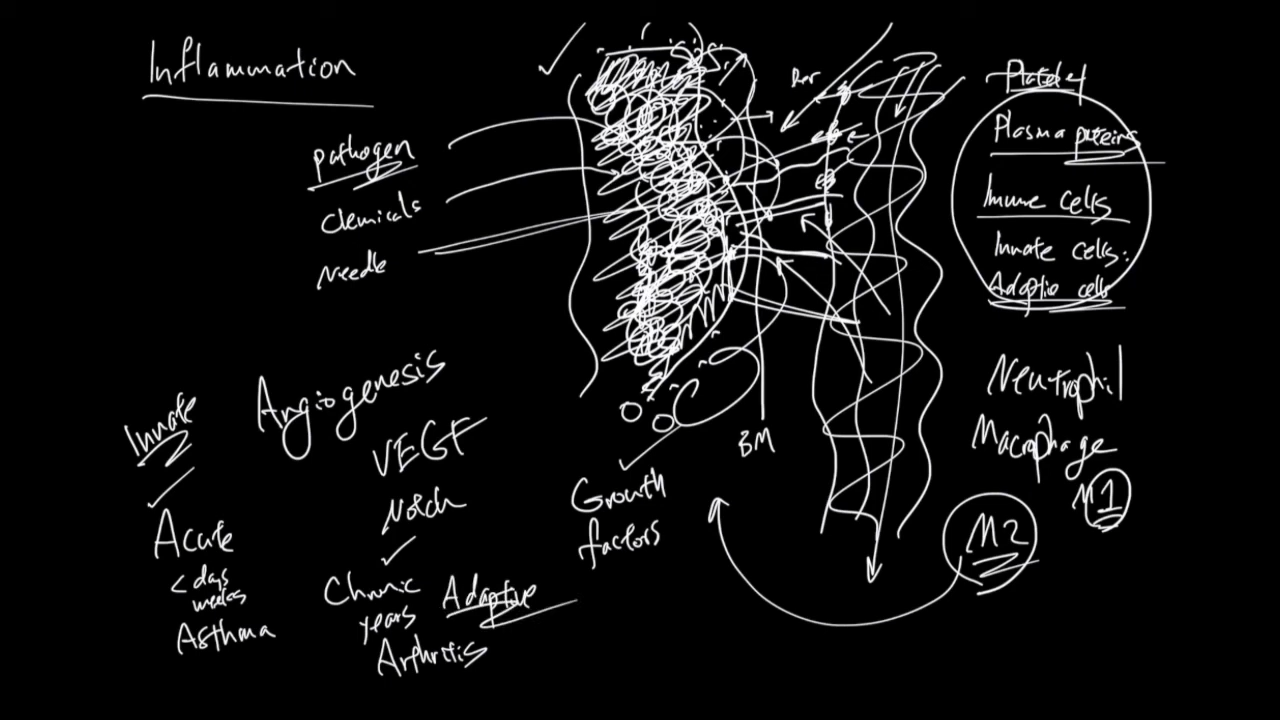 Inflammation
pathogen
chemicals
Needle
Platelet
Plasma proteins
Immune cells
Innate cells:
Adaptive cells
Neutrophil
Macrophage
M1
M2
BM
Growth
factors
Angiogenesis
VEGF
Notch
Innate
Acute
< days
weeks
Asthma
Chronic
years
Adaptive
Arthritis